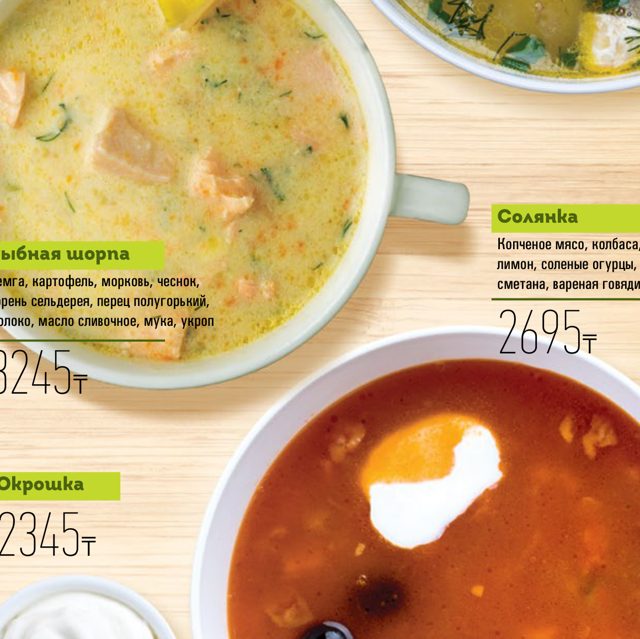 ыбная шорпа
емга, картофель, морковь, чеснок,
орень сельдерея, перец полугорький,
олоко, масло сливочное, мука, укроп
3245₸
Солянка
Копченое мясо, колбаса,
лимон, соленые огурцы,
сметана, вареная говяди
2695₸
Окрошка
2345₸